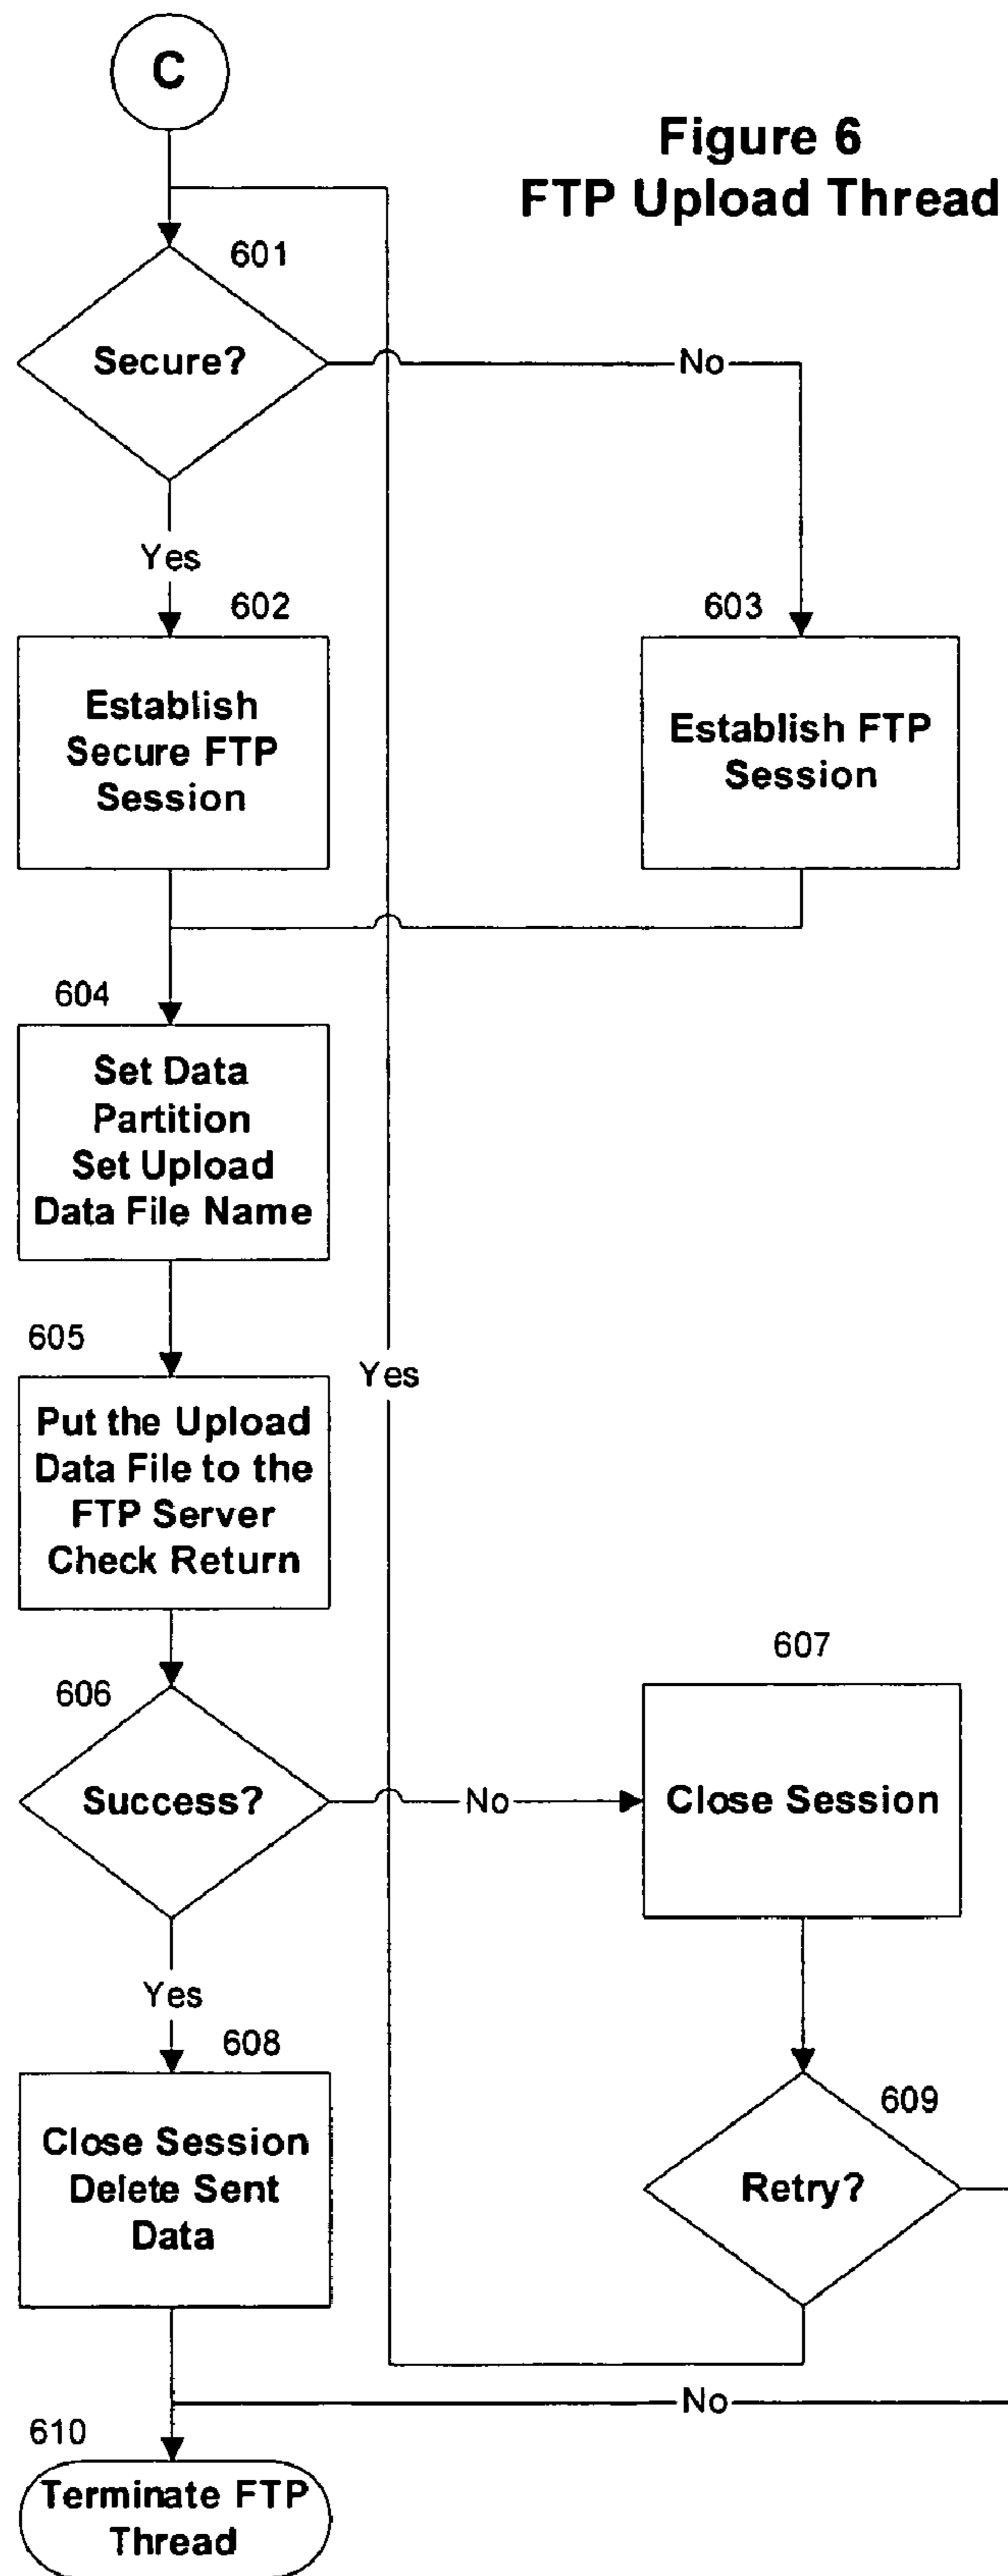 C
Figure 6
FTP Upload Thread
601
Secure?
No
Yes
602
603
Establish
Secure FTP
Session
Establish FTP
Session
604
Set Data
Partition
Set Upload
Data File Name
605
Yes
Put the Upload
Data File to the
FTP Server
Check Return
607
606
Success?
No
Close Session
Yes
608
609
Close Session
Delete Sent
Data
Retry?
No
610
Terminate FTP
Thread